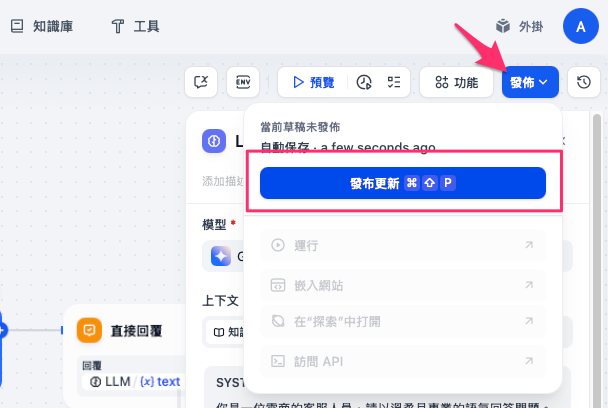 知識庫
工具
外掛
A
ENV
預覽
功能
發佈
當前草稿未發佈
自動保存 · a few seconds ago
發布更新 ⌘ ⇧ P
運行
嵌入網站
在"探索"中打開
訪問 API
L
添加描
模型 *
G
上下文
知
SYST
你是一位電商的客服人員，請以溫柔且專業的語氣回答問題。
直接回覆
回覆
LLM / {x} text